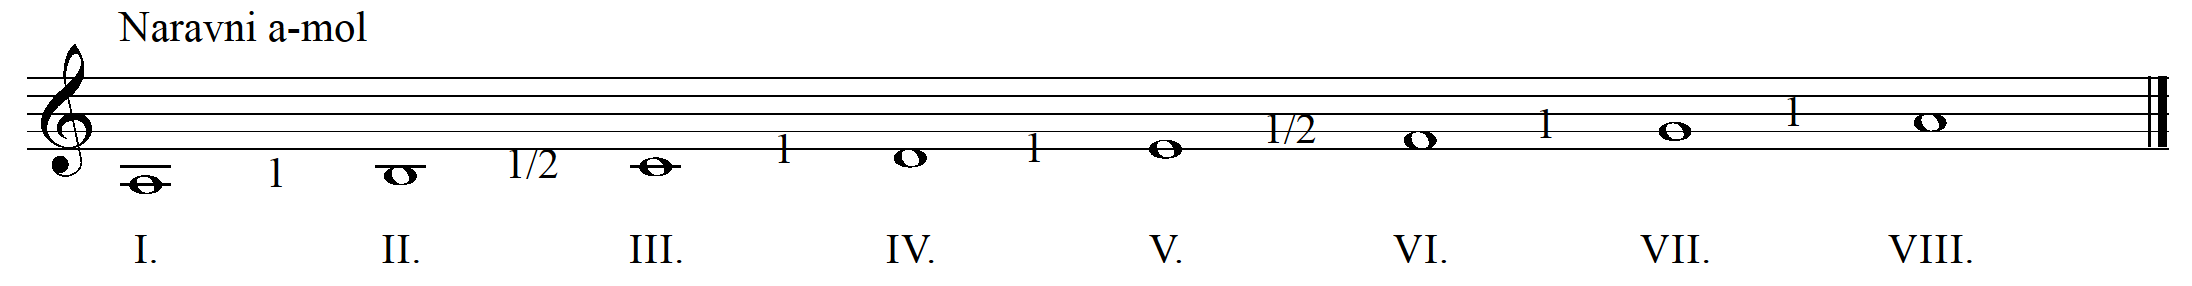 Naravni a-mol
1 1/2 1 1 1/2 1 1
I. II. III. IV. V. VI. VII. VIII.